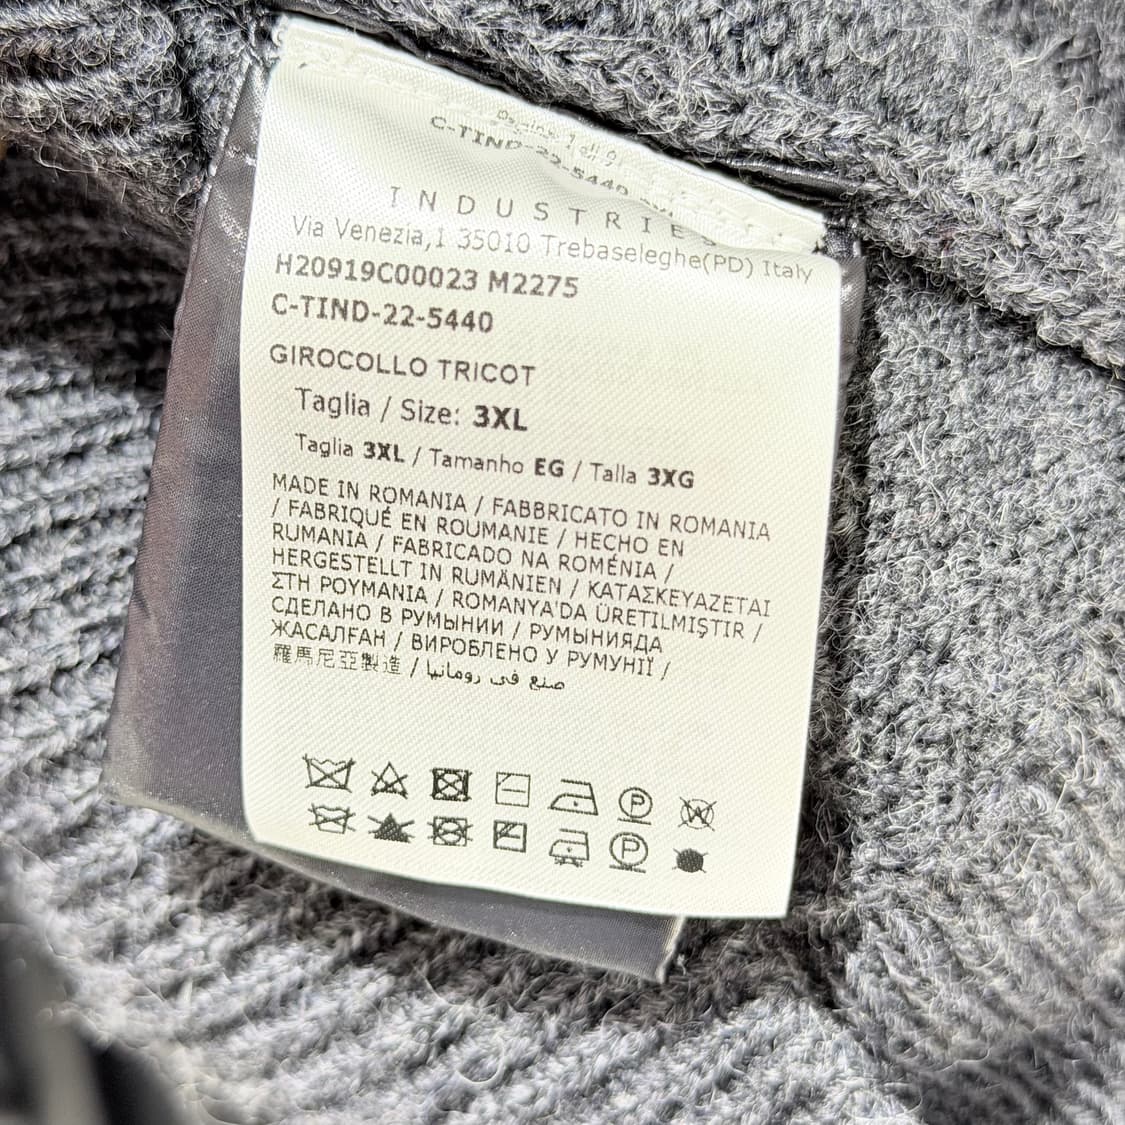 C-TIND-22-5440
INDUSTRIES
Via Venezia,1 35010 Trebaseleghe(PD) Italy
H20919C00023 M2275
C-TIND-22-5440
GIROCOLLO TRICOT
Taglia / Size: 3XL
Taglia 3XL / Tamanho EG / Talla 3XG
MADE IN ROMANIA / FABBRICATO IN ROMANIA
/ FABRIQUÉ EN ROUMANIE / HECHO EN
RUMANIA / FABRICADO NA ROMÉNIA /
HERGESTELLT IN RUMÄNIEN / ΚΑΤΑΣΚΕΥΑΖΕΤΑΙ
ΣΤΗ ΡΟΥΜΑΝΙΑ / ROMANYA'DA ÜRETILMIŞTIR /
СДЕЛАНО В РУМЫНИИ / РУМЫНИЯДА
ЖАСАЛҒАН / ВИРОБЛЕНО У РУМУНІЇ /
羅馬尼亞製造 / صنع في رومانيا
P W
P